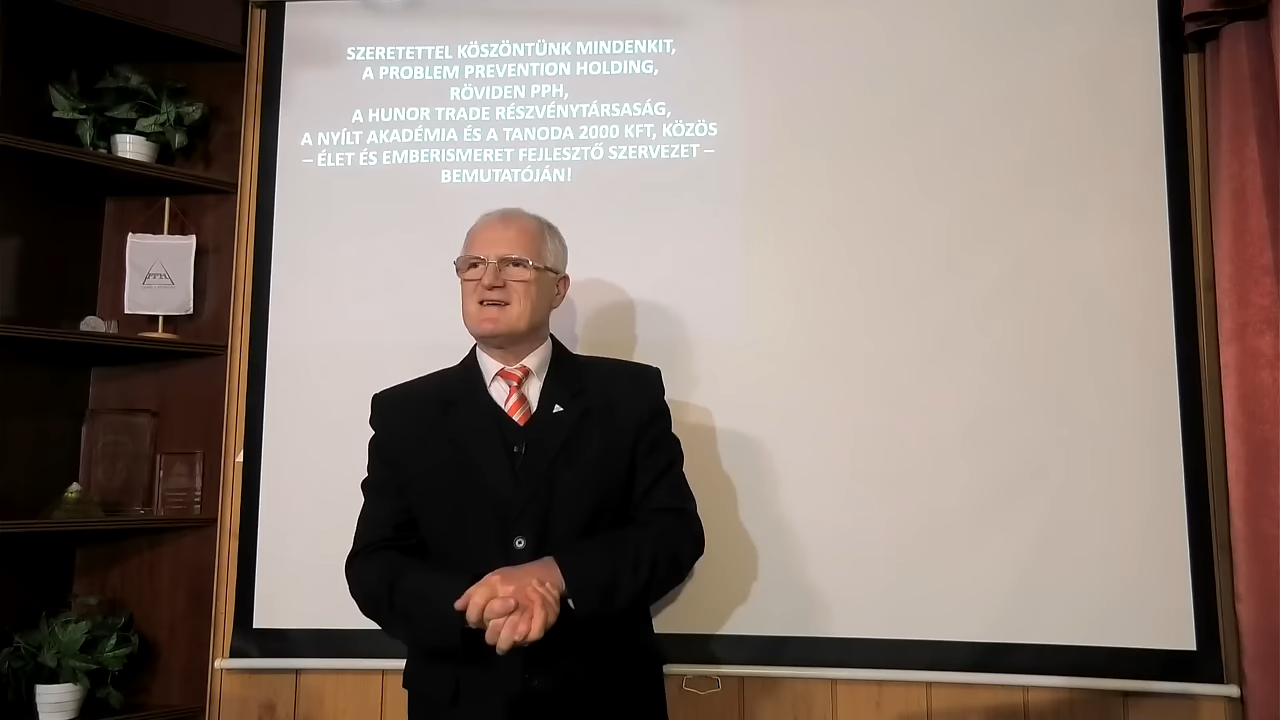 SZERETETTEL KÖSZÖNTÜNK MINDENKIT,
A PROBLEM PREVENTION HOLDING,
RÖVIDEN PPH,
A HUNOR TRADE RÉSZVÉNYTÁRSASÁG,
A NYÍLT AKADÉMIA ÉS A TANODA 2000 KFT, KÖZÖS
– ÉLET ÉS EMBERISMERET FEJLESZTŐ SZERVEZET –
BEMUTATÓJÁN!
PPH